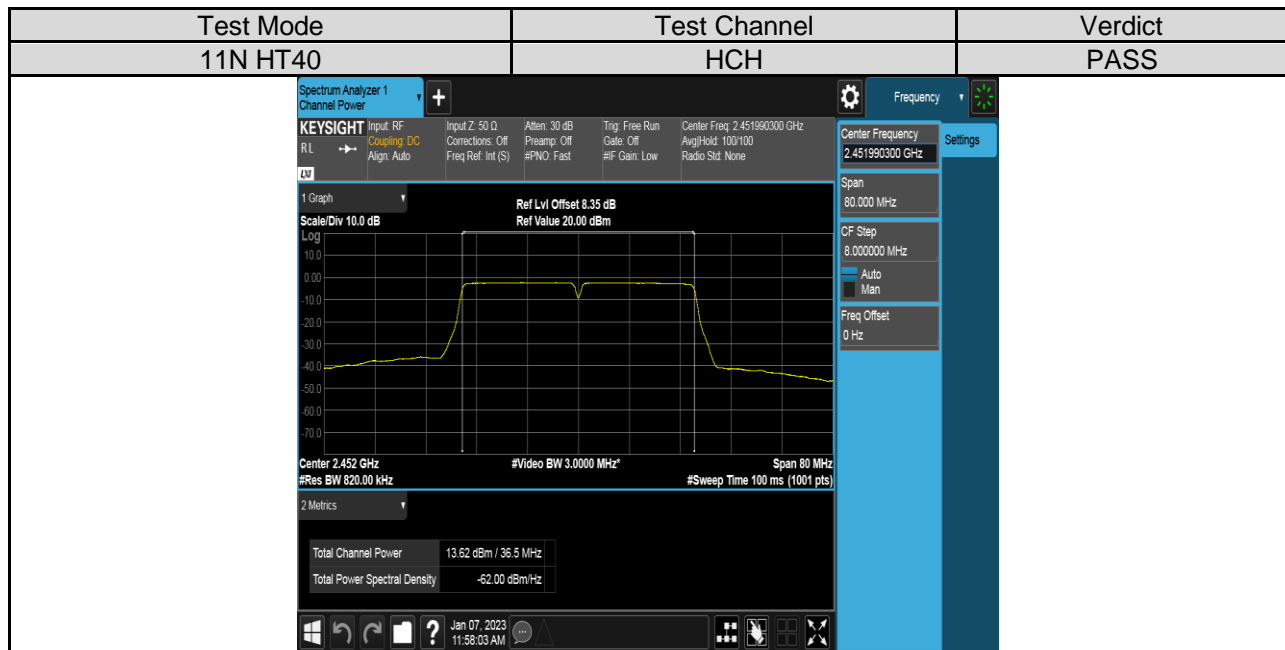 Test Mode Test Channel Verdict
11N HT40 HCH PASS
Spectrum Analyzer 1
Channel Power
+
Frequency
KEYSIGHT
RL
LXI
Input: RF
Coupling: DC
Align: Auto
Input Z: 50 Ω
Corrections: Off
Freq Ref: Int (S)
Atten: 30 dB
Preamp: Off
#PNO: Fast
Trig: Free Run
Gate: Off
#IF Gain: Low
Center Freq: 2.451990300 GHz
Avg|Hold: 100/100
Radio Std: None
Center Frequency
2.451990300 GHz
Settings
Span
80.000 MHz
CF Step
8.000000 MHz
Auto
Man
Freq Offset
0 Hz
1 Graph
Scale/Div 10.0 dB
Ref Lvl Offset 8.35 dB
Ref Value 20.00 dBm
Log
10.0
0.00
-10.0
-20.0
-30.0
-40.0
-50.0
-60.0
-70.0
Center 2.452 GHz
#Res BW 820.00 kHz
#Video BW 3.0000 MHz*
Span 80 MHz
#Sweep Time 100 ms (1001 pts)
2 Metrics
Total Channel Power 13.62 dBm / 36.5 MHz
Total Power Spectral Density -62.00 dBm/Hz
?
Jan 07, 2023
11:58:03 AM